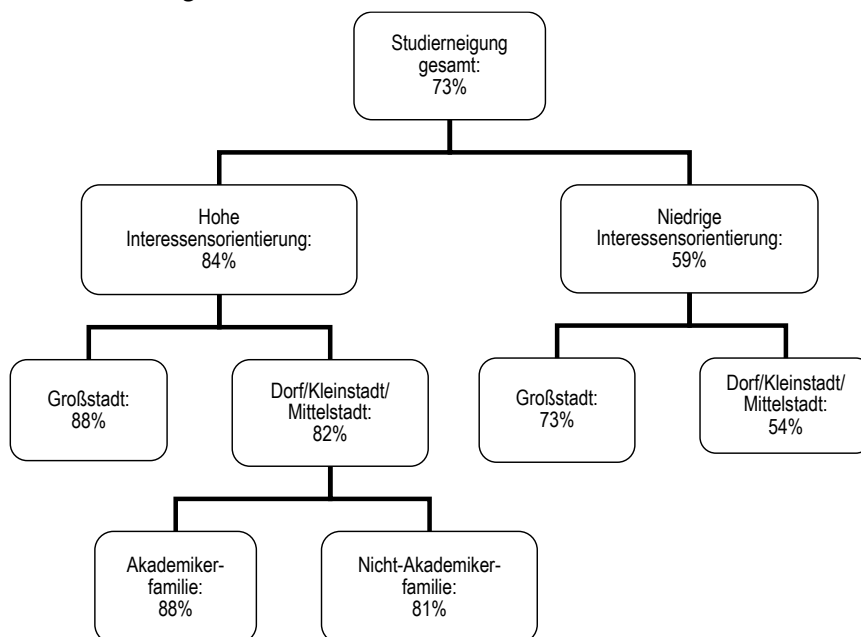 Studierneigung
gesamt:
73%
Hohe
Interessensorientierung:
84%
Niedrige
Interessensorientierung:
59%
Großstadt:
88%
Dorf/Kleinstadt/
Mittelstadt:
82%
Großstadt:
73%
Dorf/Kleinstadt/
Mittelstadt:
54%
Akademiker-
familie:
88%
Nicht-Akademiker-
familie:
81%